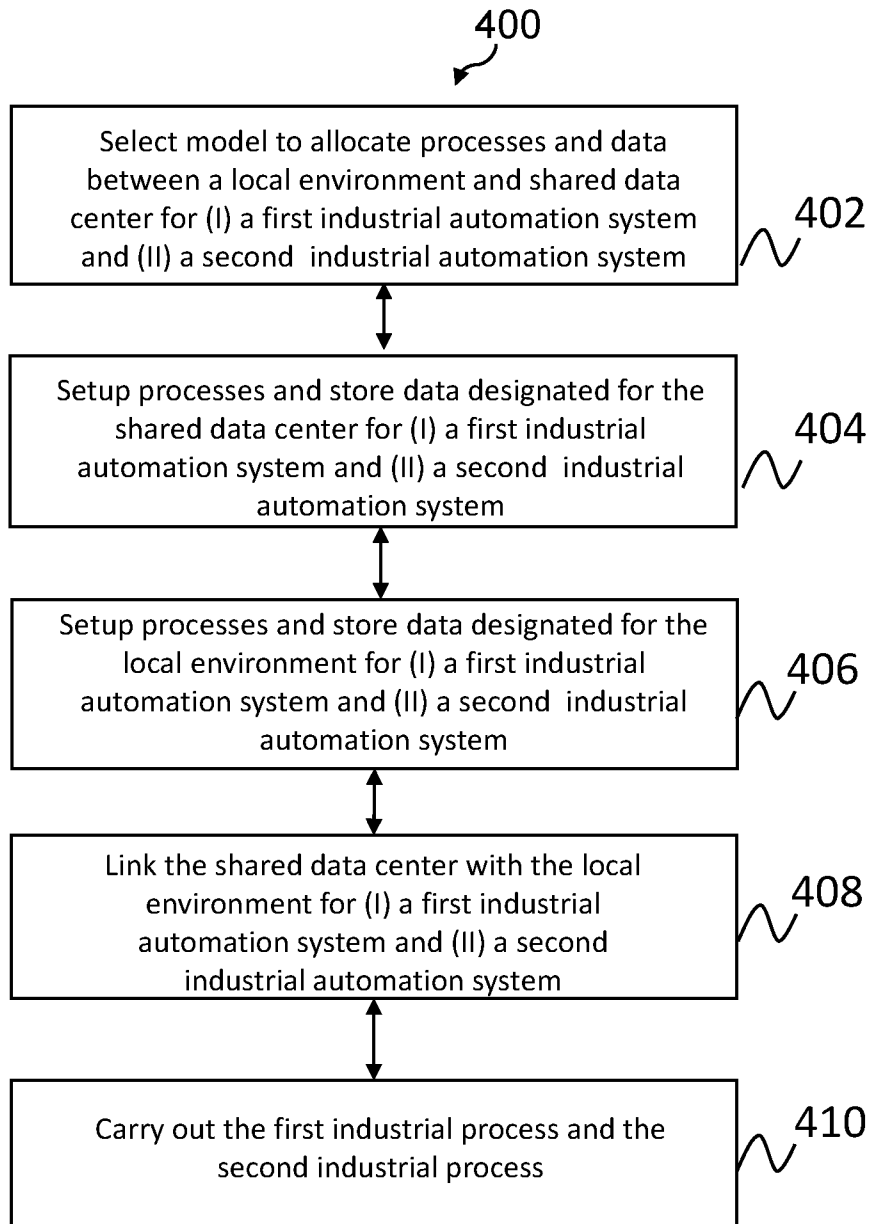 400
Select model to allocate processes and data
between a local environment and shared data
center for (I) a first industrial automation system
and (II) a second industrial automation system
402
Setup processes and store data designated for the
shared data center for (I) a first industrial
automation system and (II) a second industrial
automation system
404
Setup processes and store data designated for the
local environment for (I) a first industrial
automation system and (II) a second industrial
automation system
406
Link the shared data center with the local
environment for (I) a first industrial
automation system and (II) a second
industrial automation system
408
Carry out the first industrial process and the
second industrial process
410